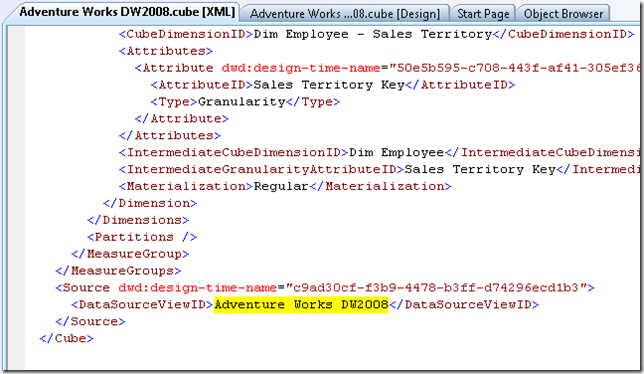 Adventure Works DW2008.cube [XML] Adventure Works ...08.cube [Design] Start Page Object Browser
<CubeDimensionID>Dim Employee - Sales Territory</CubeDimensionID>
<Attributes>
<Attribute dwd:design-time-name="50e5b595-c708-443f-af41-305ef36
<AttributeID>Sales Territory Key</AttributeID>
<Type>Granularity</Type>
</Attribute>
</Attributes>
<IntermediateCubeDimensionID>Dim Employee</IntermediateCubeDimens
<IntermediateGranularityAttributeID>Sales Territory Key</Intermed
<Materialization>Regular</Materialization>
</Dimension>
</Dimensions>
<Partitions />
</MeasureGroup>
</MeasureGroups>
<Source dwd:design-time-name="c9ad30cf-f3b9-4478-b3ff-d74296ecd1b3">
<DataSourceViewID>Adventure Works DW2008</DataSourceViewID>
</Source>
</Cube>